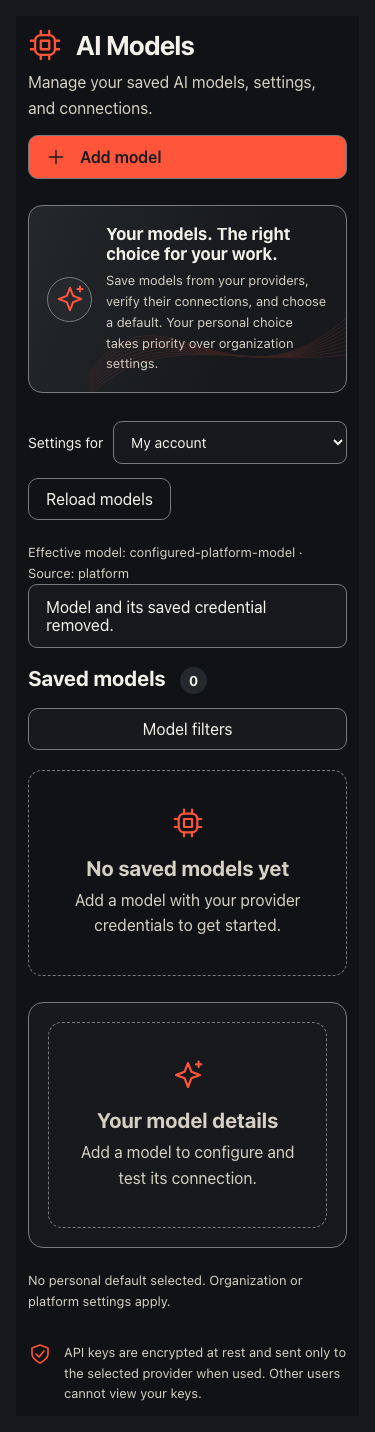 AI Models
Manage your saved AI models, settings,
and connections.
Add model
Your models. The right
choice for your work.
Save models from your providers,
verify their connections, and choose
a default. Your personal choice
takes priority over organization
settings.
Settings for My account
Reload models
Effective model: configured-platform-model ·
Source: platform
Model and its saved credential
removed.
Saved models 0
Model filters
No saved models yet
Add a model with your provider
credentials to get started.
Your model details
Add a model to configure and
test its connection.
No personal default selected. Organization or
platform settings apply.
API keys are encrypted at rest and sent only to
the selected provider when used. Other users
cannot view your keys.